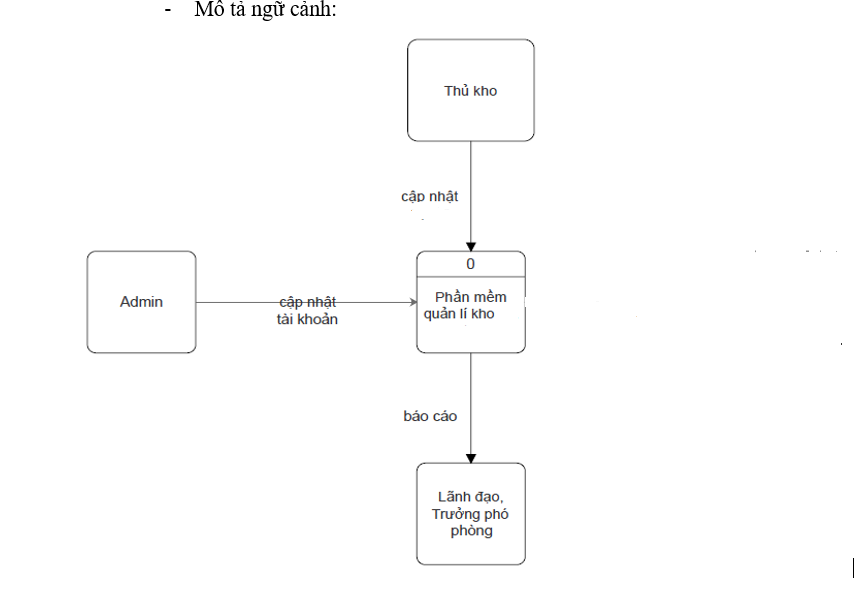 - Mô tả ngữ cảnh:
Thủ kho
cập nhật
0
Phần mềm
quản lí kho
Admin
cập nhật
tài khoản
báo cáo
Lãnh đạo,
Trưởng phó
phòng